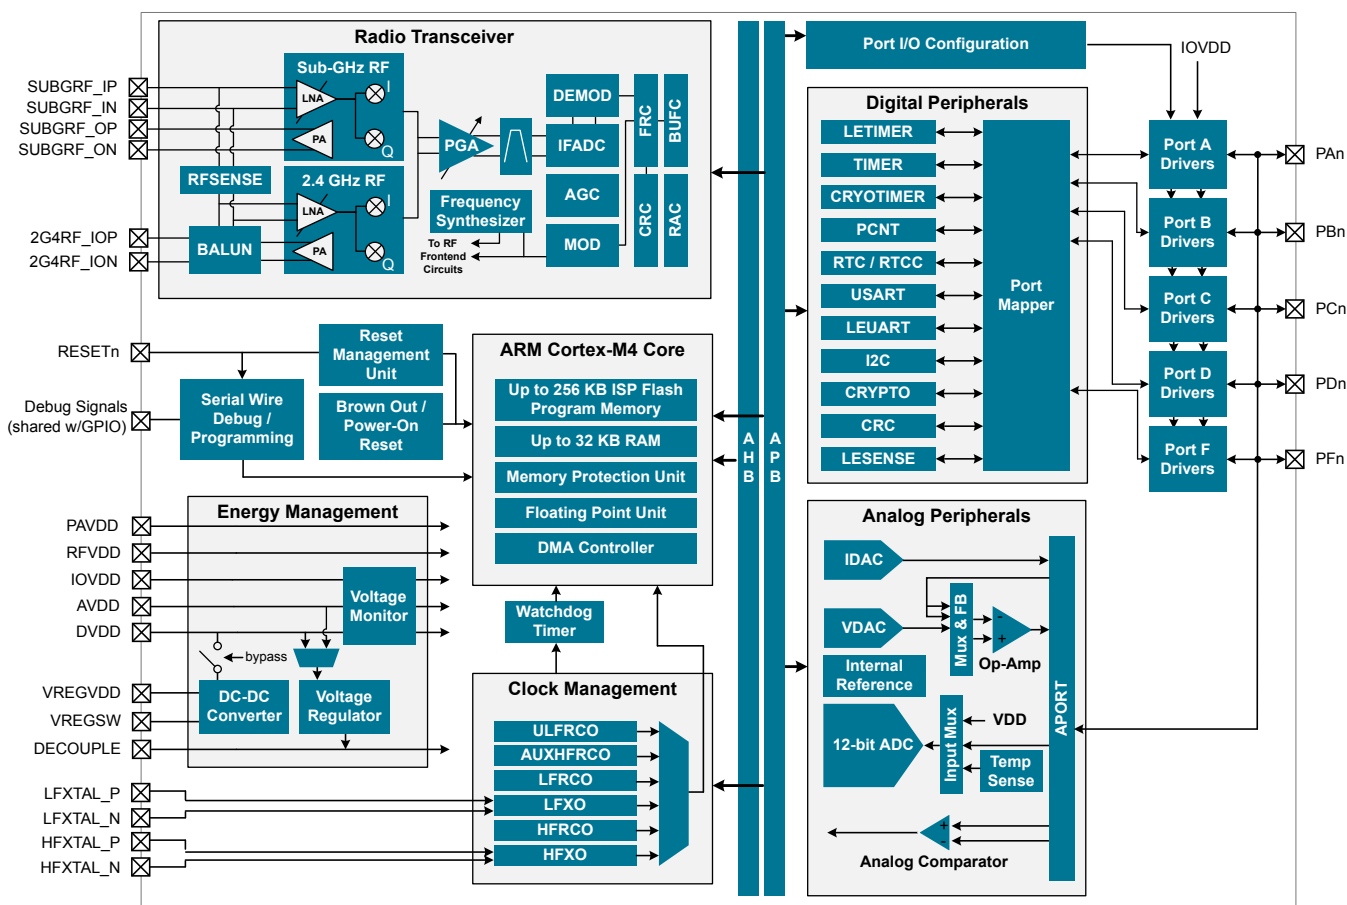 Radio Transceiver
SUBGRF_IP
SUBGRF_IN
SUBGRF_OP
SUBGRF_ON
2G4RF_IOP
2G4RF_ION
Sub-GHz RF
LNA
I
PA
Q
RFSENSE
2.4 GHz RF
LNA
I
PA
Q
BALUN
PGA
Frequency
Synthesizer
To RF
Frontend
Circuits
DEMOD
IFADC
AGC
MOD
FRC
BUFC
CRC
RAC
RESETn
Debug Signals
(shared w/GPIO)
Reset
Management
Unit
Serial Wire
Debug /
Programming
Brown Out /
Power-On
Reset
ARM Cortex-M4 Core
Up to 256 KB ISP Flash
Program Memory
Up to 32 KB RAM
Memory Protection Unit
Floating Point Unit
DMA Controller
Watchdog
Timer
Energy Management
PAVDD
RFVDD
IOVDD
AVDD
DVDD
VREGVDD
VREGSW
DECOUPLE
Voltage
Monitor
bypass
DC-DC
Converter
Voltage
Regulator
Clock Management
LFXTAL_P
LFXTAL_N
HFXTAL_P
HFXTAL_N
ULFRCO
AUXHFRCO
LFRCO
LFXO
HFRCO
HFXO
A
H
B
A
P
B
Port I/O Configuration
IOVDD
Digital Peripherals
LETIMER
TIMER
CRYOTIMER
PCNT
RTC / RTCC
USART
LEUART
I2C
CRYPTO
CRC
LESENSE
Port
Mapper
Port A
Drivers
Port B
Drivers
Port C
Drivers
Port D
Drivers
Port F
Drivers
PAn
PBn
PCn
PDn
PFn
Analog Peripherals
IDAC
VDAC
Mux & FB
-
+
Op-Amp
Internal
Reference
12-bit ADC
Input Mux
VDD
Temp
Sense
+
-
Analog Comparator
APORT